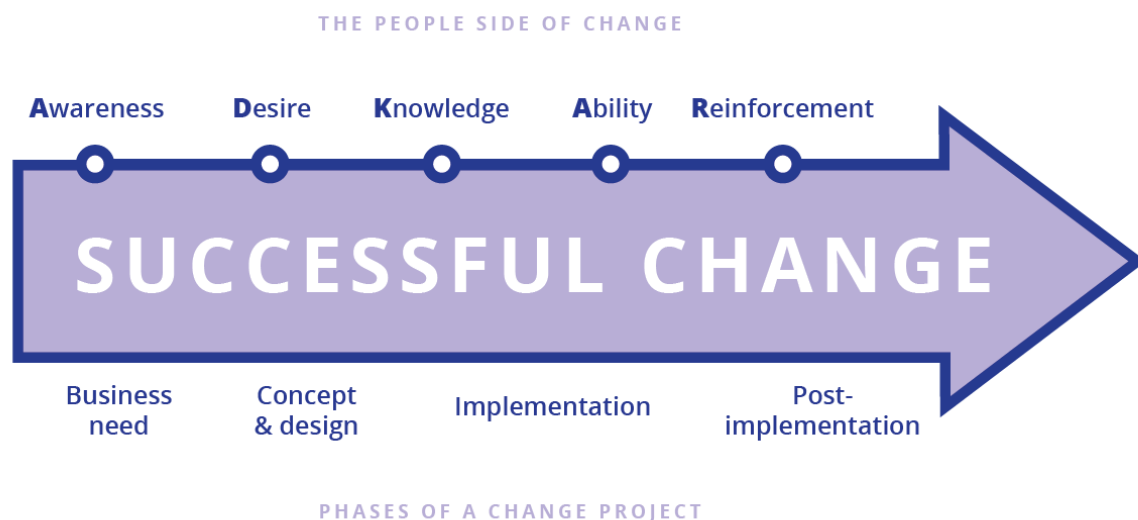 THE PEOPLE SIDE OF CHANGE
Awareness Desire Knowledge Ability Reinforcement
SUCCESSFUL CHANGE
Business need
Concept & design
Implementation
Post-implementation
PHASES OF A CHANGE PROJECT